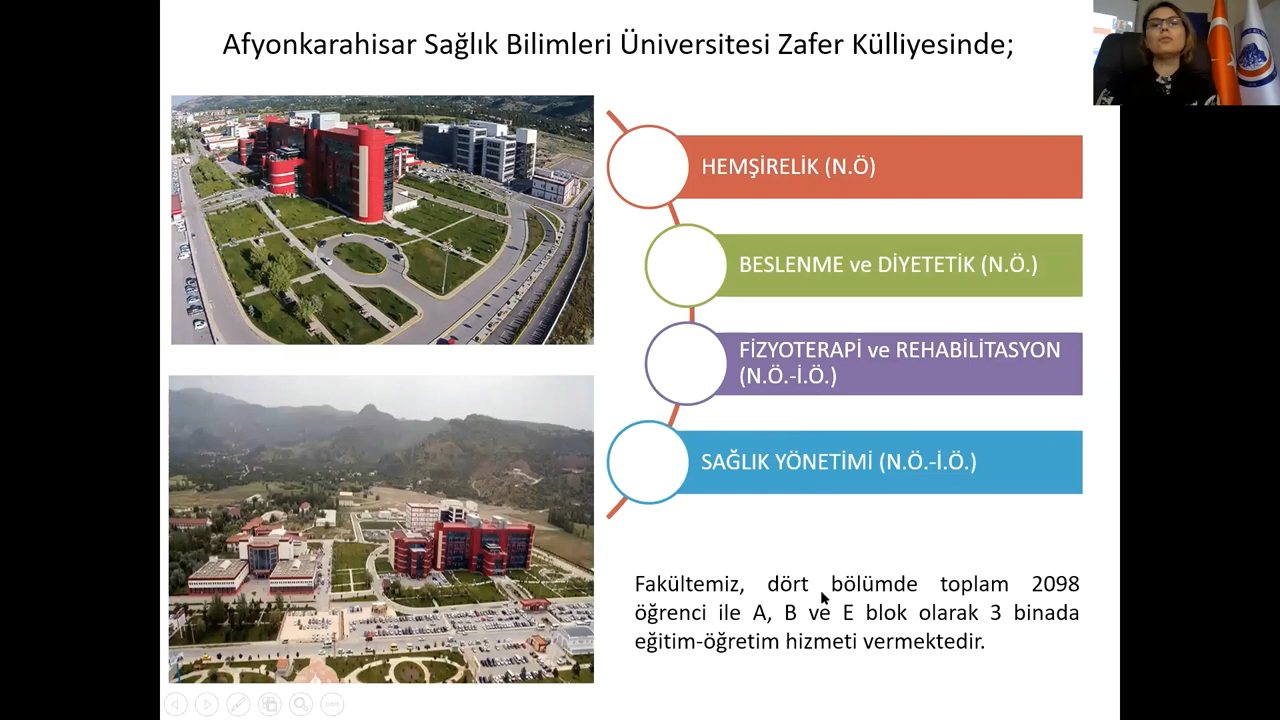 Afyonkarahisar Sağlık Bilimleri Üniversitesi Zafer Külliyesinde;
HEMŞİRELİK (N.Ö)
BESLENME ve DİYETETİK (N.Ö.)
FİZYOTERAPİ ve REHABİLİTASYON
(N.Ö.-İ.Ö.)
SAĞLIK YÖNETİMİ (N.Ö.-İ.Ö.)
Fakültemiz, dört bölümde toplam 2098
öğrenci ile A, B ve E blok olarak 3 binada
eğitim-öğretim hizmeti vermektedir.